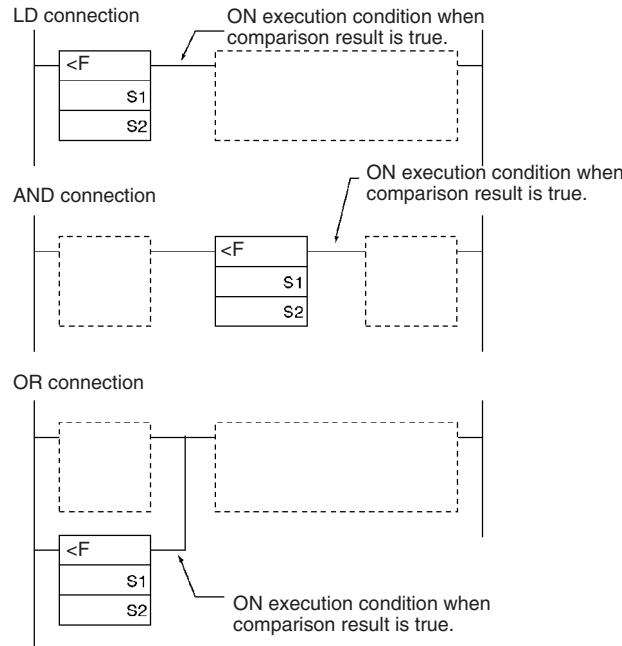 LD connection
ON execution condition when
comparison result is true.
<F
S1
S2
ON execution condition when
comparison result is true.
AND connection
<F
S1
S2
OR connection
<F
S1
S2
ON execution condition when
comparison result is true.